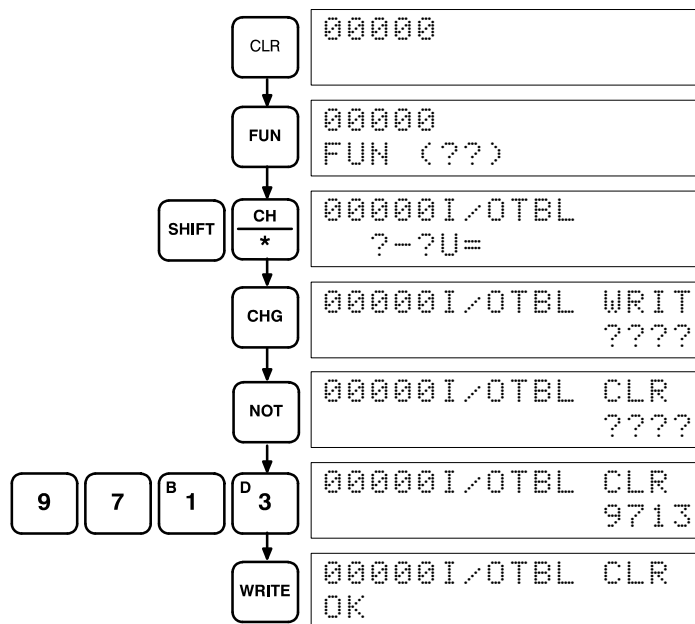 CLR
00000
FUN
00000
FUN (??)
SHIFT
CH
*
00000I/OTBL
?-?U=
CHG
00000I/OTBL WRIT
????
NOT
00000I/OTBL CLR
????
9
7
B
1
D
3
00000I/OTBL CLR
9713
WRITE
00000I/OTBL CLR
OK